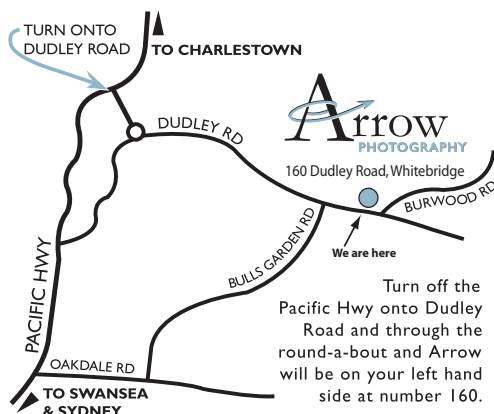 TURN ONTO
DUDLEY ROAD
TO CHARLESTOWN
DUDLEY RD
Arrow
PHOTOGRAPHY
160 Dudley Road, Whitebridge
BURWOOD RD
We are here
BULLS GARDEN RD
PACIFIC HWY
OAKDALE RD
TO SWANSEA
& SYDNEY
Turn off the
Pacific Hwy onto Dudley
Road and through the
round-a-bout and Arrow
will be on your left hand
side at number 160.